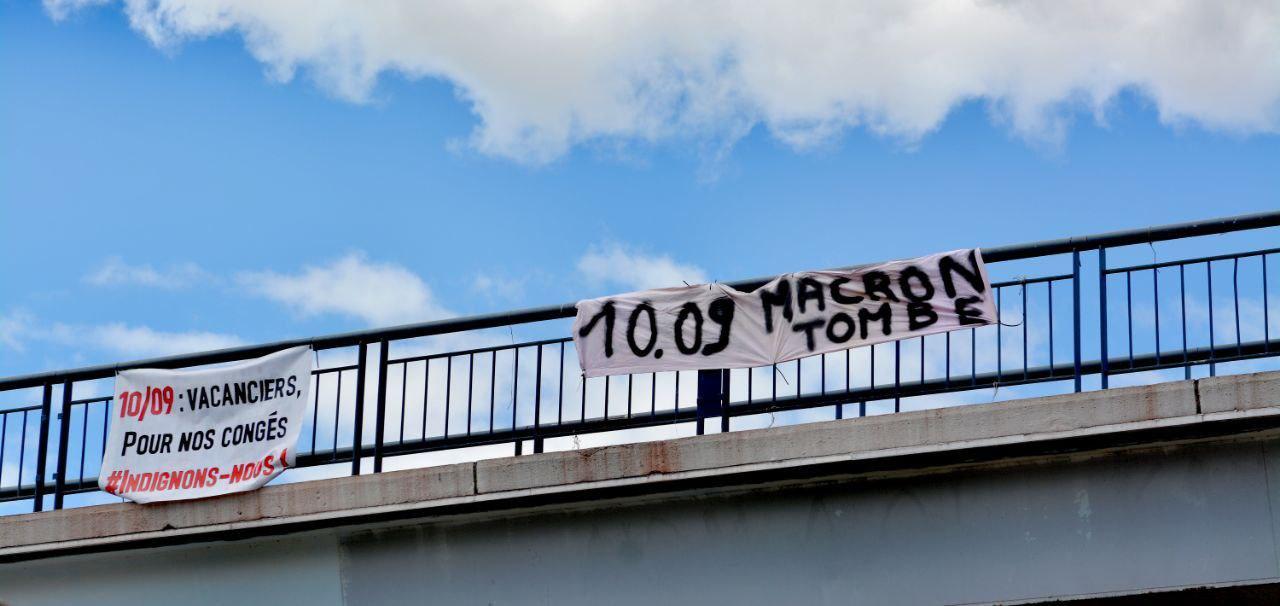 10/09 : VACANCIERS,
POUR NOS CONGÉS
#INDIGNONS-NOUS !
10.09 MACRON
TOMBE